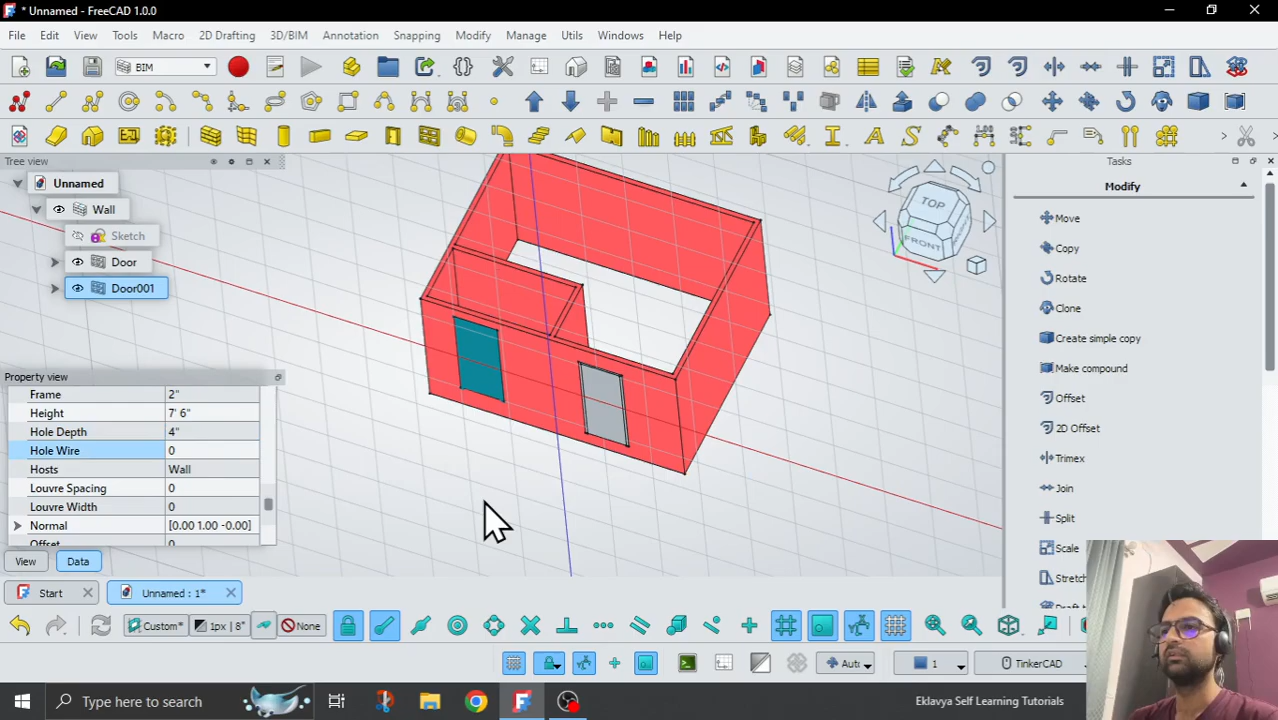 * Unnamed - FreeCAD 1.0.0
File Edit View Tools Macro 2D Drafting 3D/BIM Annotation Snapping Modify Manage Utils Windows Help
BIM
Tree view
Tasks
Unnamed
Modify
Wall
Sketch
Door
Door001
TOP
FRONT
Move
Copy
Rotate
Clone
Create simple copy
Make compound
Offset
2D Offset
Trimex
Join
Split
Scale
Stretch
Property view
Frame 2"
Height 7' 6"
Hole Depth 4"
Hole Wire 0
Hosts Wall
Louvre Spacing 0
Louvre Width 0
Normal [0.00 1.00 -0.00]
Offset 0
View Data
Start Unnamed : 1*
Custom* 1px | 8" None
1 TinkerCAD
Type here to search
Eklavya Self Learning Tutorials